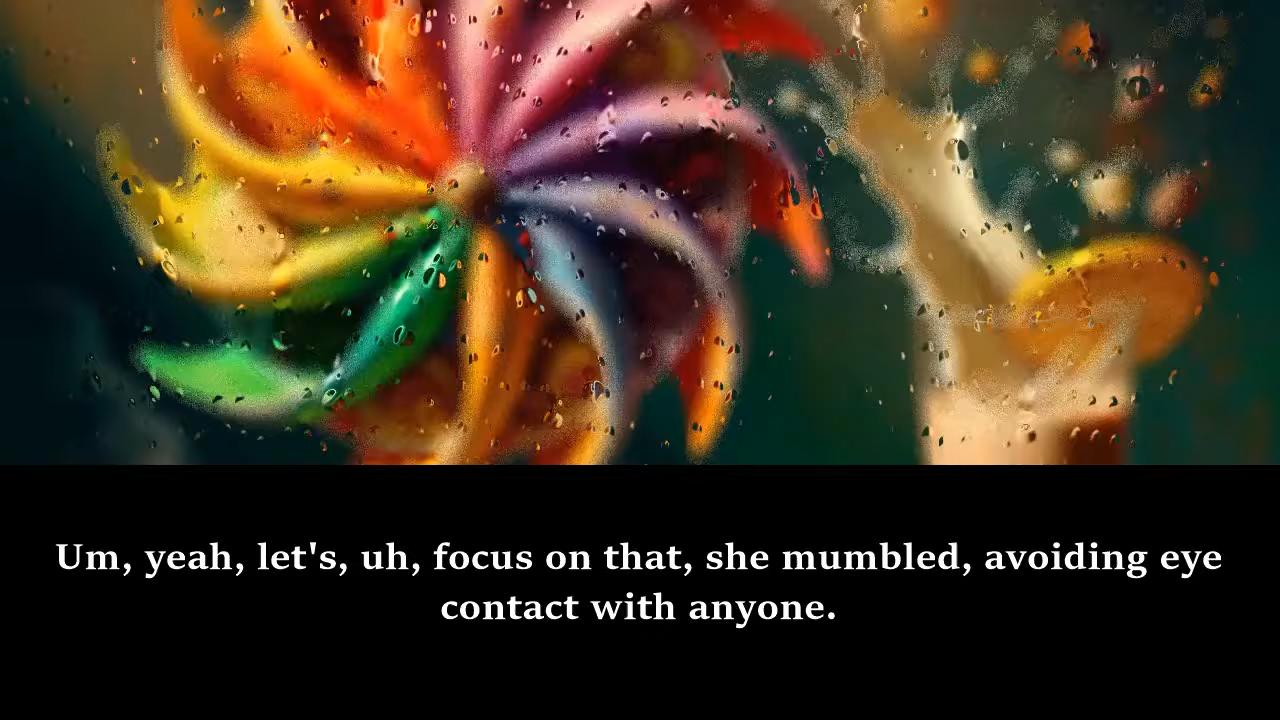 Um, yeah, let's, uh, focus on that, she mumbled, avoiding eye
contact with anyone.